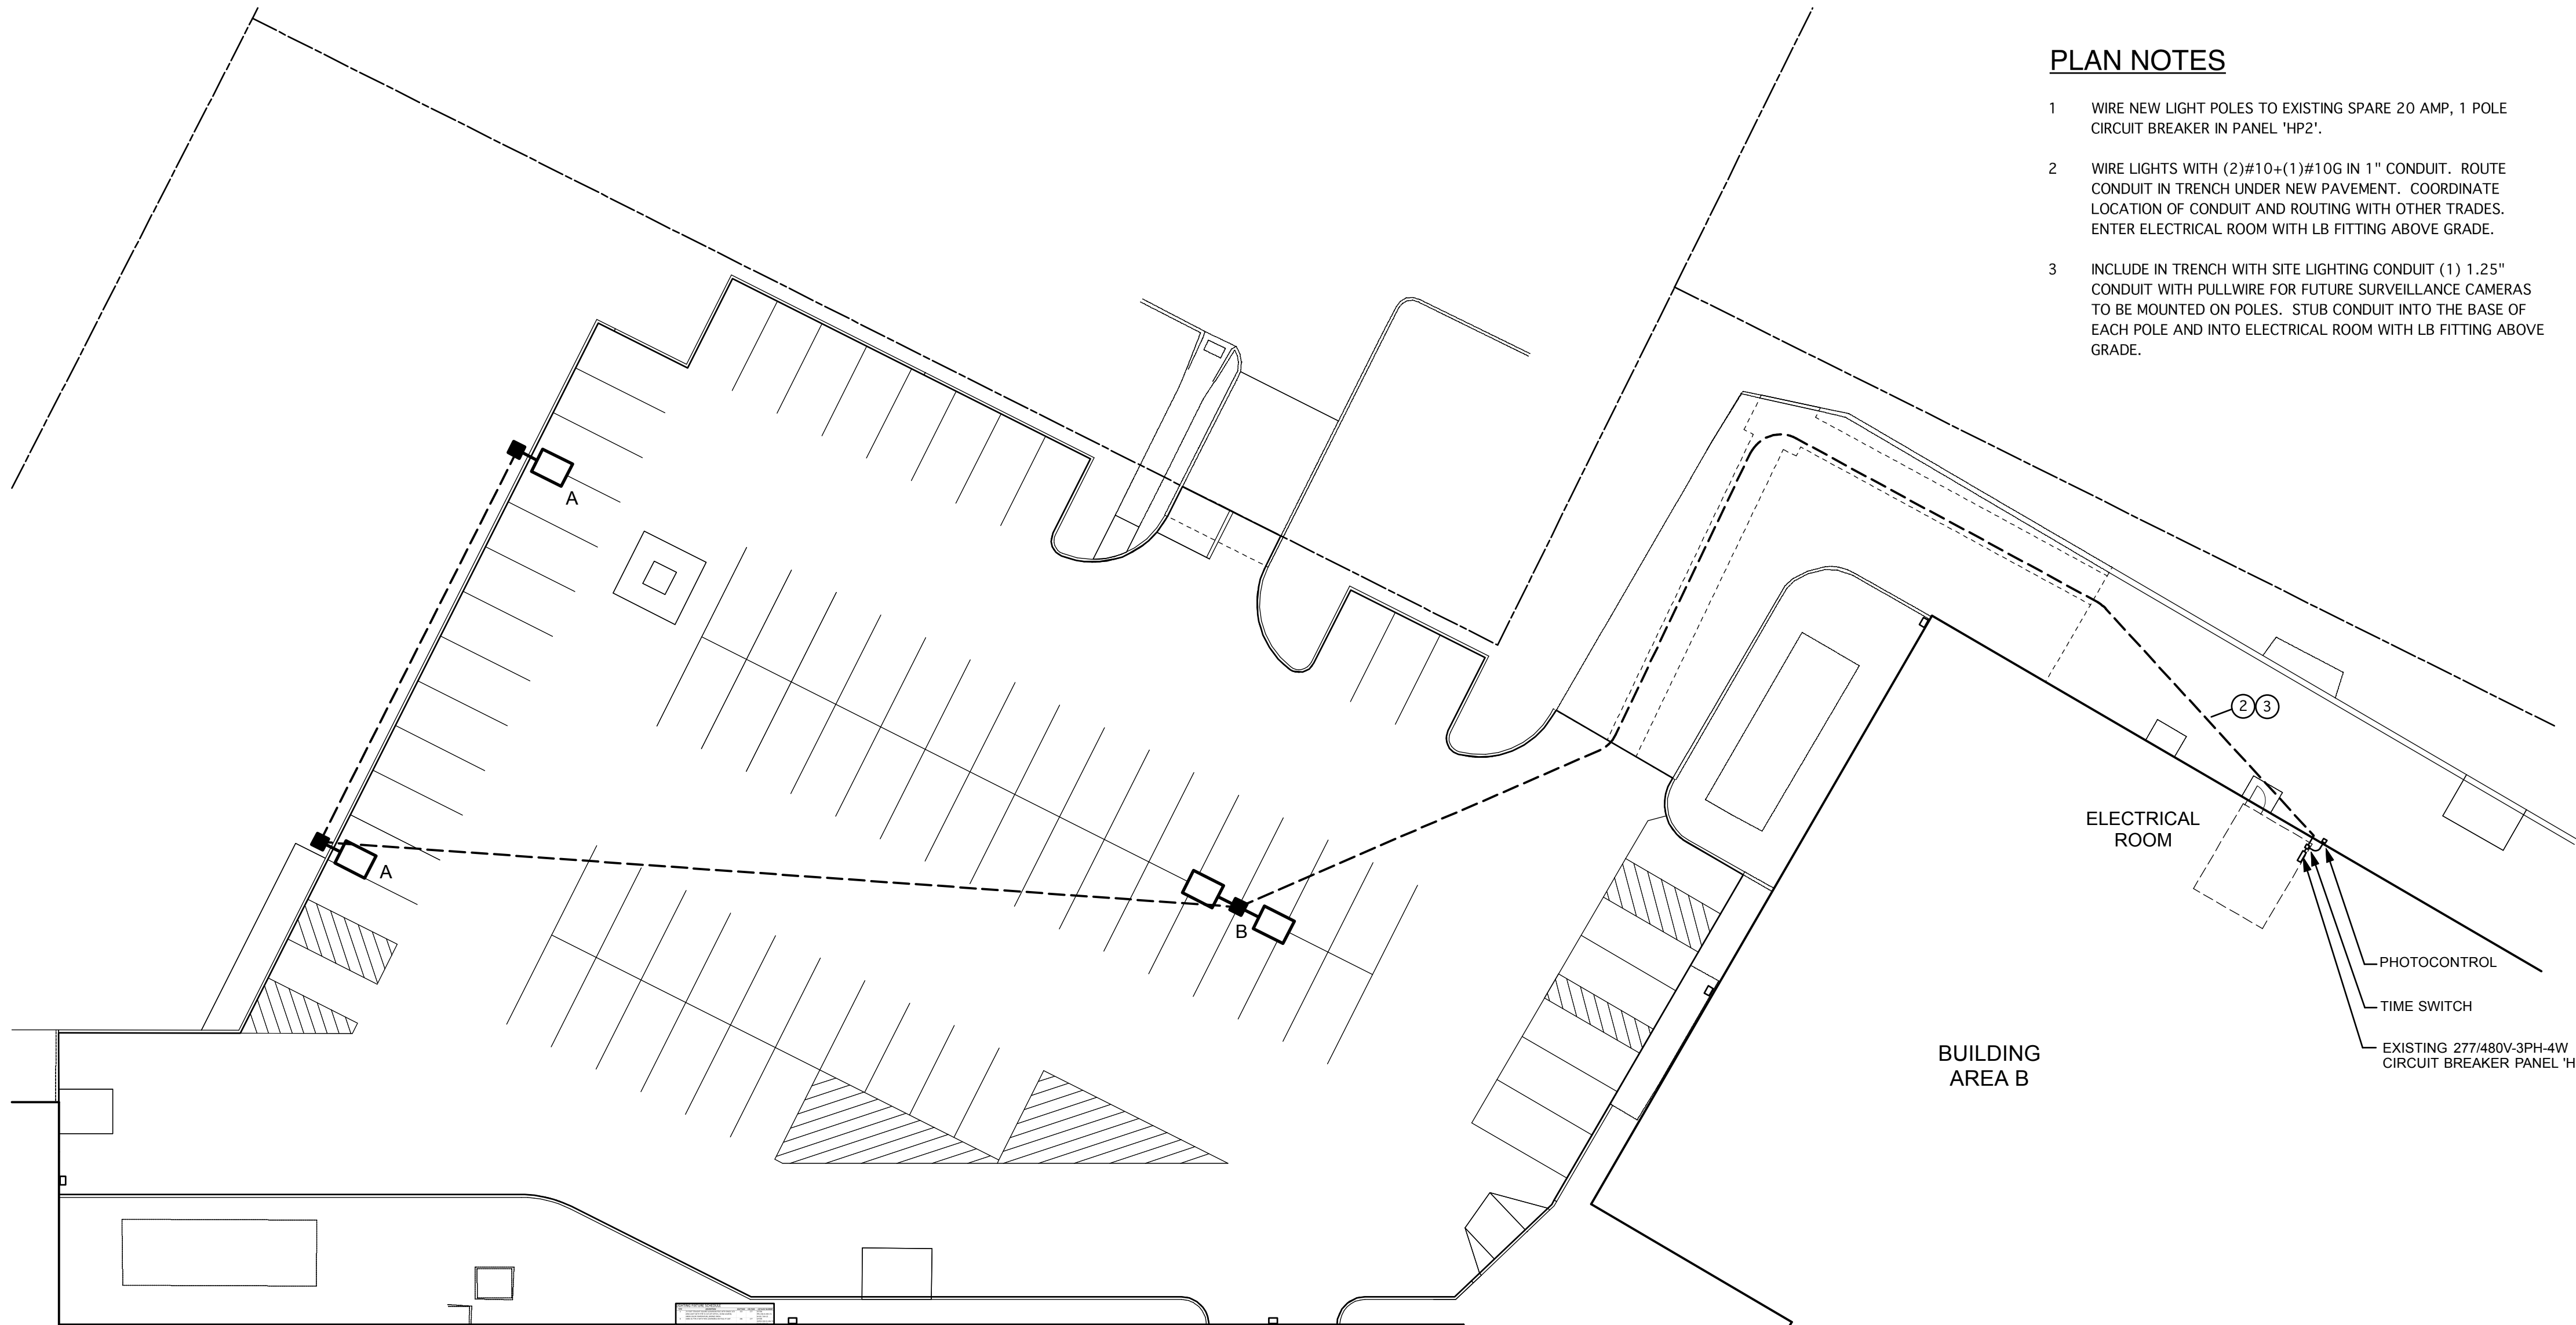 PLAN NOTES
1 WIRE NEW LIGHT POLES TO EXISTING SPARE 20 AMP, 1 POLE
CIRCUIT BREAKER IN PANEL 'HP2'.
2 WIRE LIGHTS WITH (2)#10+(1)#10G IN 1" CONDUIT. ROUTE
CONDUIT IN TRENCH UNDER NEW PAVEMENT. COORDINATE
LOCATION OF CONDUIT AND ROUTING WITH OTHER TRADES.
ENTER ELECTRICAL ROOM WITH LB FITTING ABOVE GRADE.
3 INCLUDE IN TRENCH WITH SITE LIGHTING CONDUIT (1) 1.25"
CONDUIT WITH PULLWIRE FOR FUTURE SURVEILLANCE CAMERAS
TO BE MOUNTED ON POLES. STUB CONDUIT INTO THE BASE OF
EACH POLE AND INTO ELECTRICAL ROOM WITH LB FITTING ABOVE
GRADE.
A
2 3
ELECTRICAL
ROOM
A
B
PHOTOCONTROL
TIME SWITCH
EXISTING 277/480V-3PH-4W
CIRCUIT BREAKER PANEL 'H
BUILDING
AREA B